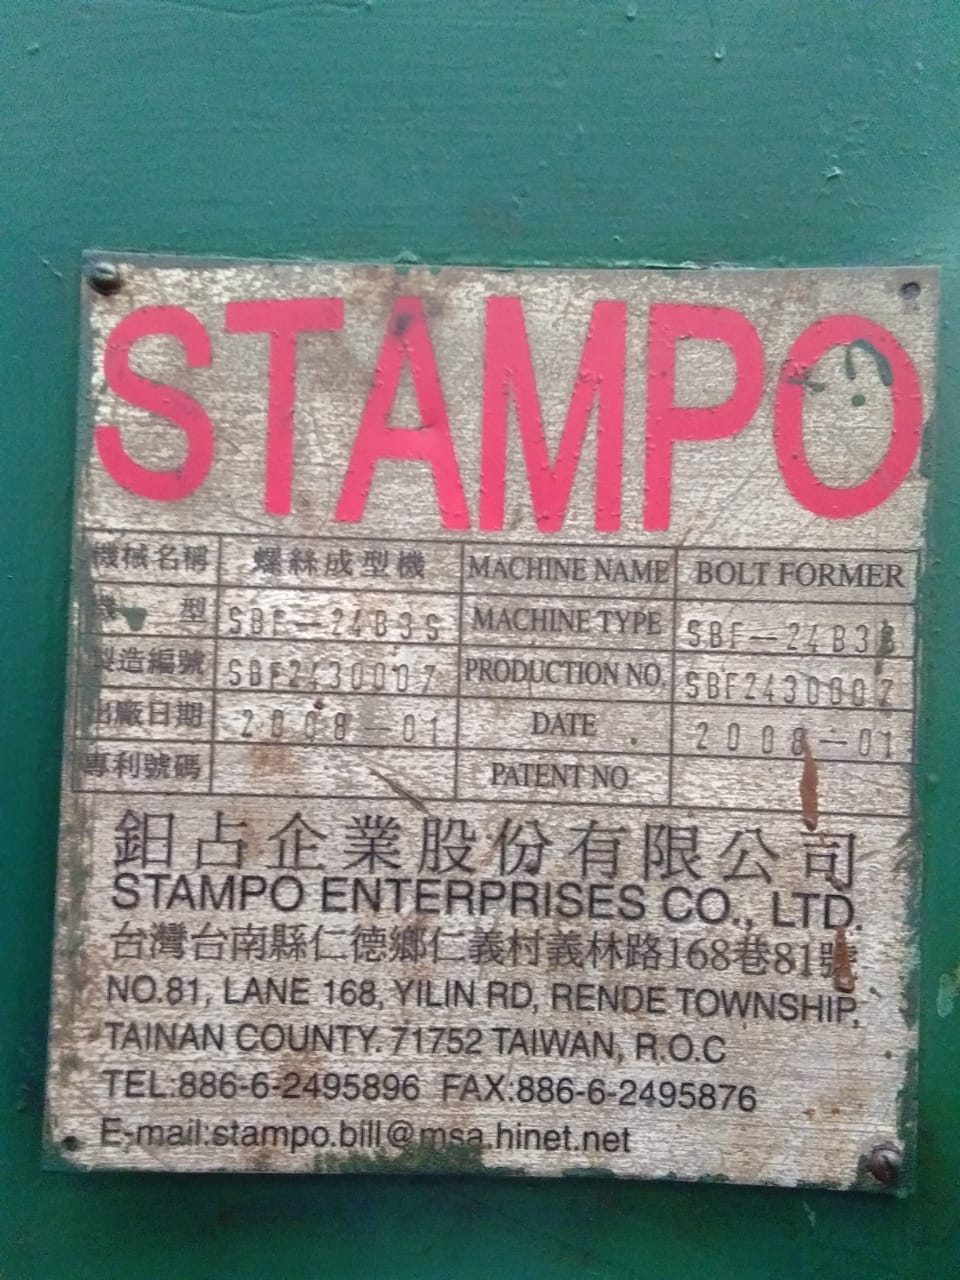 STAMPO
機械名稱 螺絲成型機 MACHINE NAME BOLT FORMER
機 型 SBF-24B3S MACHINE TYPE SBF-24B3
製造編號 SBF2430007 PRODUCTION NO. SBF2430007
出廠日期 2008-01 DATE 2008-01
專利號碼 PATENT NO
鉬占企業股份有限公司
STAMPO ENTERPRISES CO., LTD.
台灣台南縣仁德鄉仁義村義林路168巷81號
NO.81, LANE 168, YILIN RD, RENDE TOWNSHIP.
TAINAN COUNTY. 71752 TAIWAN, R.O.C
TEL:886-6-2495896 FAX:886-6-2495876
E-mail:stampo.bill@msa.hinet.net